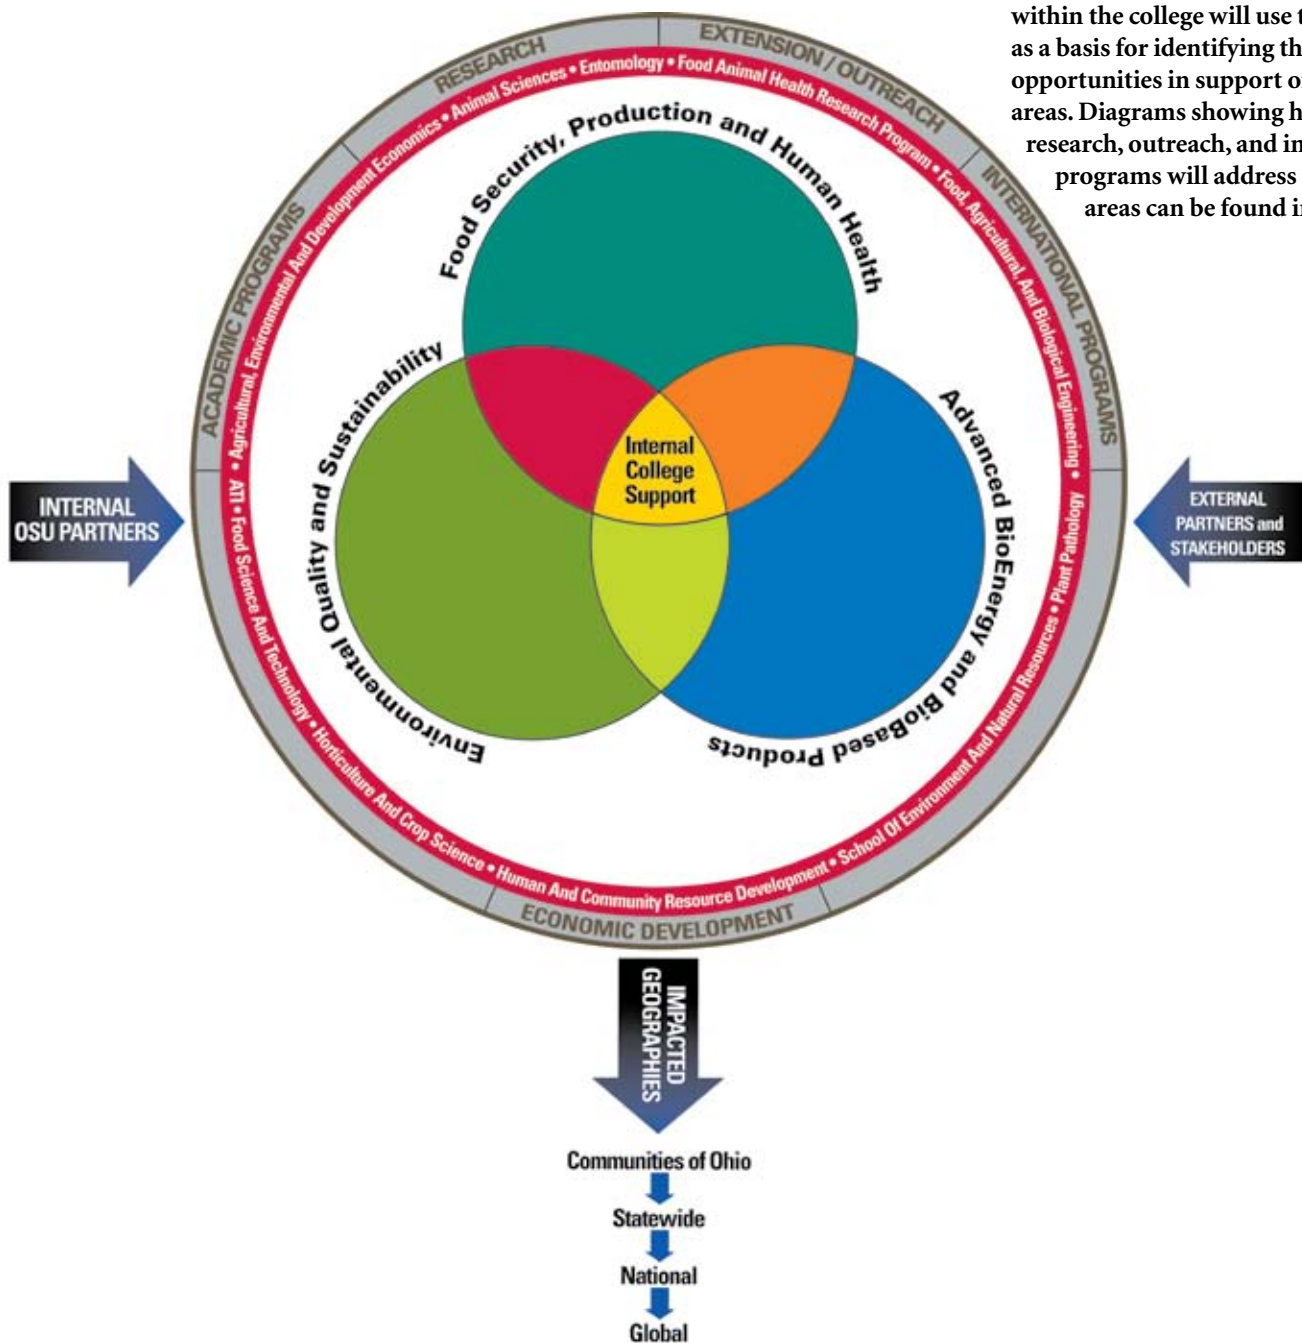 within the college will use
as a basis for identifying
opportunities in support
areas. Diagrams showing
research, outreach, and
programs will address
areas can be found
ACADEMIC PROGRAMS
RESEARCH
EXTENSION / OUTREACH
INTERNATIONAL PROGRAMS
ECONOMIC DEVELOPMENT
ATI • Agricultural, Environmental And Development Economics • Animal Sciences • Entomology • Food Animal Health Research Program • Food, Agricultural, And Biological Engineering •
Plant Pathology
• Food Science And Technology • Horticulture And Crop Science • Human And Community Resource Development • School Of Environment And Natural Resources •
Food Security, Production and Human Health
Environmental Quality and Sustainability
Advanced BioEnergy and BioBased Products
Internal
College
Support
INTERNAL
OSU PARTNERS
EXTERNAL
PARTNERS and
STAKEHOLDERS
IMPACTED
GEOGRAPHIES
Communities of Ohio
Statewide
National
Global